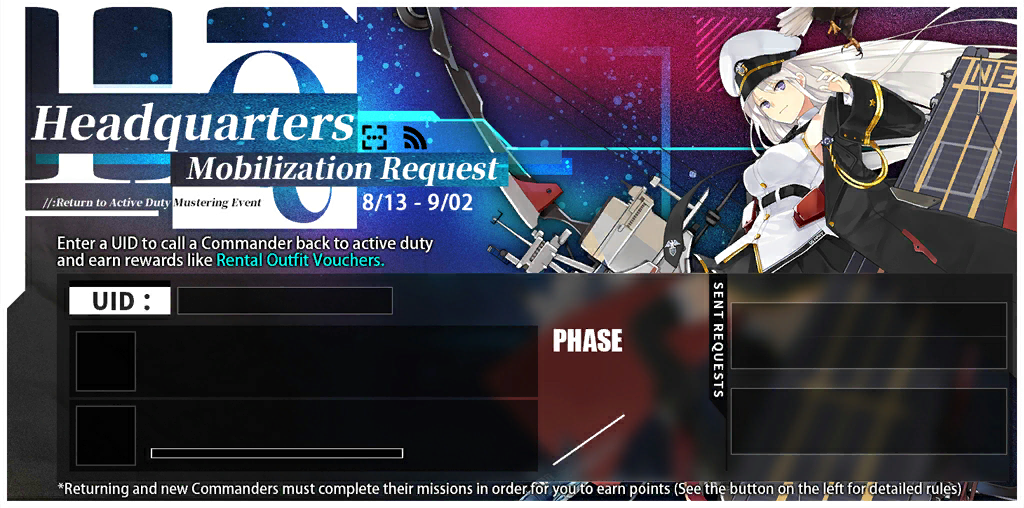 HQ
Headquarters
Mobilization Request
//:Return to Active Duty Mustering Event
8/13 - 9/02
Enter a UID to call a Commander back to active duty
and earn rewards like Rental Outfit Vouchers.
UID :
PHASE
SENT REQUESTS
*Returning and new Commanders must complete their missions in order for you to earn points (See the button on the left for detailed rules)